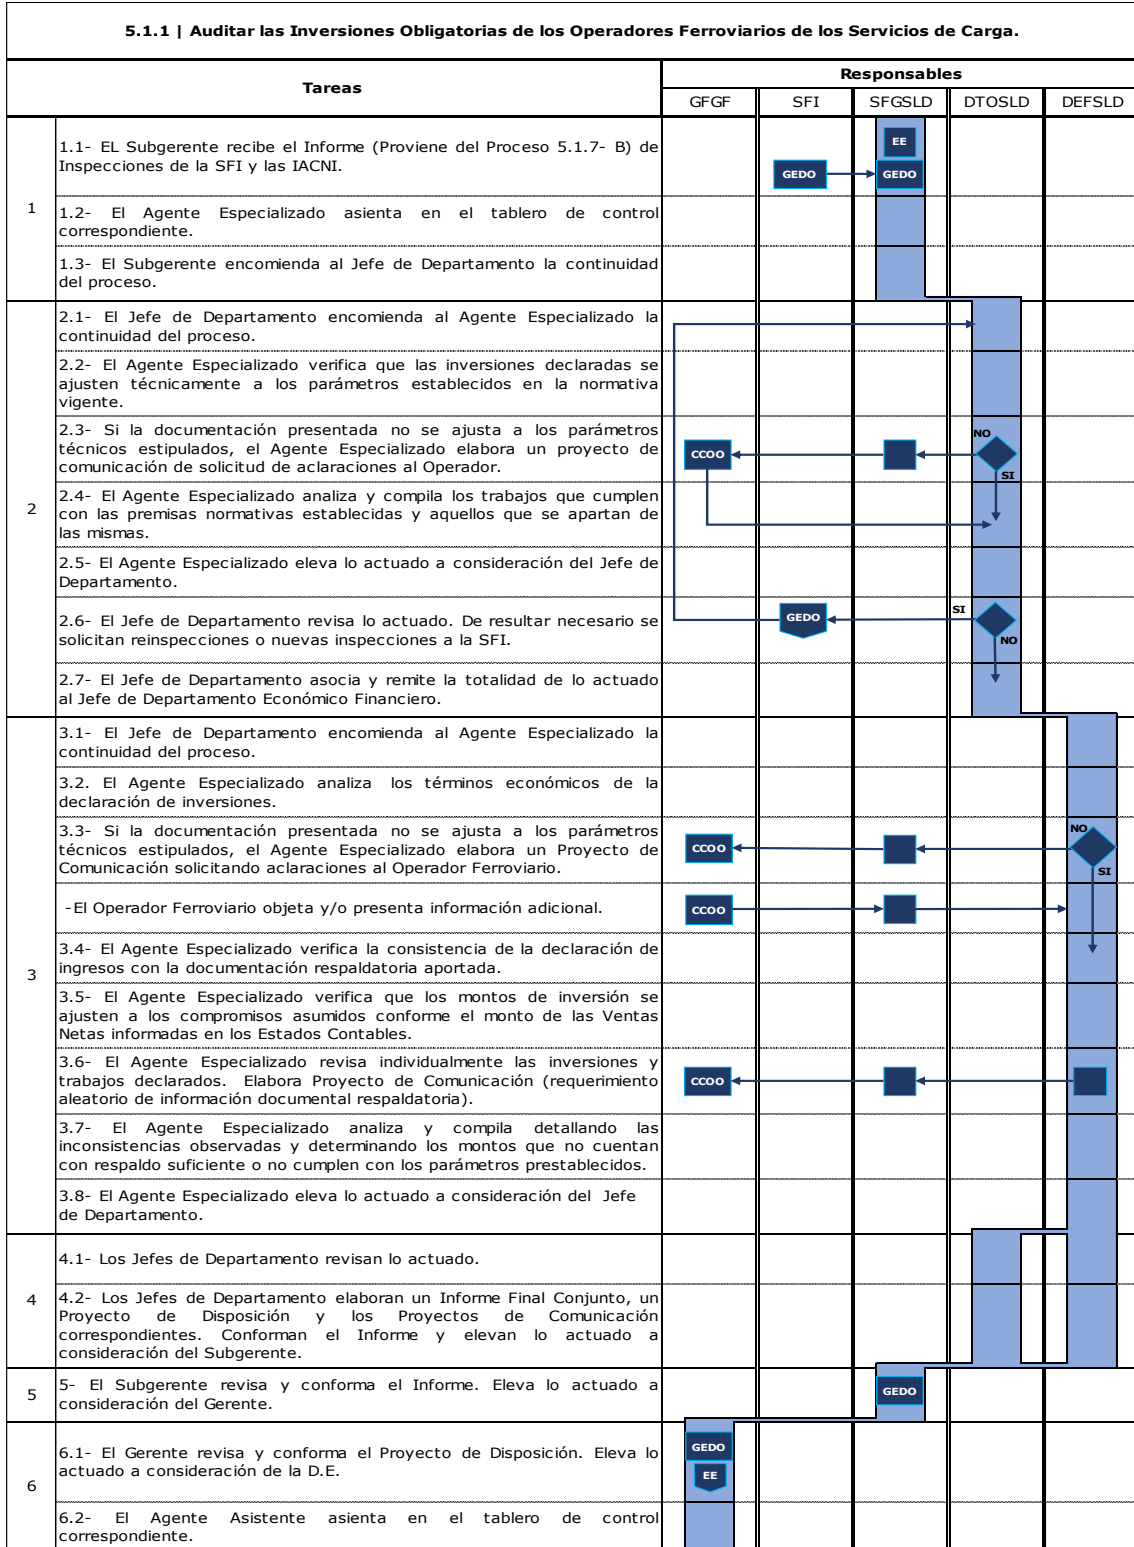 5.1.1 | Auditar las Inversiones Obligatorias de los Operadores Ferroviarios de los Servicios de Carga.
Tareas
Responsables
GFGF SFI SFGSLD DTOSLD DEFSLD
1
1.1- EL Subgerente recibe el Informe (Proviene del Proceso 5.1.7- B) de
Inspecciones de la SFI y las IACNI.
EE
GEDO GEDO
1.2- El Agente Especializado asienta en el tablero de control
correspondiente.
1.3- El Subgerente encomienda al Jefe de Departamento la continuidad
del proceso.
2
2.1- El Jefe de Departamento encomienda al Agente Especializado la
continuidad del proceso.
2.2- El Agente Especializado verifica que las inversiones declaradas se
ajusten técnicamente a los parámetros establecidos en la normativa
vigente.
2.3- Si la documentación presentada no se ajusta a los parámetros
técnicos estipulados, el Agente Especializado elabora un proyecto de
comunicación de solicitud de aclaraciones al Operador.
CCOO
NO
SI
2.4- El Agente Especializado analiza y compila los trabajos que cumplen
con las premisas normativas establecidas y aquellos que se apartan de
las mismas.
2.5- El Agente Especializado eleva lo actuado a consideración del Jefe de
Departamento.
2.6- El Jefe de Departamento revisa lo actuado. De resultar necesario se
solicitan reinspecciones o nuevas inspecciones a la SFI.
GEDO
SI
NO
2.7- El Jefe de Departamento asocia y remite la totalidad de lo actuado
al Jefe de Departamento Económico Financiero.
3
3.1- El Jefe de Departamento encomienda al Agente Especializado la
continuidad del proceso.
3.2. El Agente Especializado analiza los términos económicos de la
declaración de inversiones.
3.3- Si la documentación presentada no se ajusta a los parámetros
técnicos estipulados, el Agente Especializado elabora un Proyecto de
Comunicación solicitando aclaraciones al Operador Ferroviario.
CCOO
NO
SI
-El Operador Ferroviario objeta y/o presenta información adicional.
CCOO
3.4- El Agente Especializado verifica la consistencia de la declaración de
ingresos con la documentación respaldatoria aportada.
3.5- El Agente Especializado verifica que los montos de inversión se
ajusten a los compromisos asumidos conforme el monto de las Ventas
Netas informadas en los Estados Contables.
3.6- El Agente Especializado revisa individualmente las inversiones y
trabajos declarados. Elabora Proyecto de Comunicación (requerimiento
aleatorio de información documental respaldatoria).
CCOO
3.7- El Agente Especializado analiza y compila detallando las
inconsistencias observadas y determinando los montos que no cuentan
con respaldo suficiente o no cumplen con los parámetros prestablecidos.
3.8- El Agente Especializado eleva lo actuado a consideración del Jefe
de Departamento.
4
4.1- Los Jefes de Departamento revisan lo actuado.
4.2- Los Jefes de Departamento elaboran un Informe Final Conjunto, un
Proyecto de Disposición y los Proyectos de Comunicación
correspondientes. Conforman el Informe y elevan lo actuado a
consideración del Subgerente.
5
5- El Subgerente revisa y conforma el Informe. Eleva lo actuado a
consideración del Gerente.
GEDO
6
6.1- El Gerente revisa y conforma el Proyecto de Disposición. Eleva lo
actuado a consideración de la D.E.
GEDO
EE
6.2- El Agente Asistente asienta en el tablero de control
correspondiente.